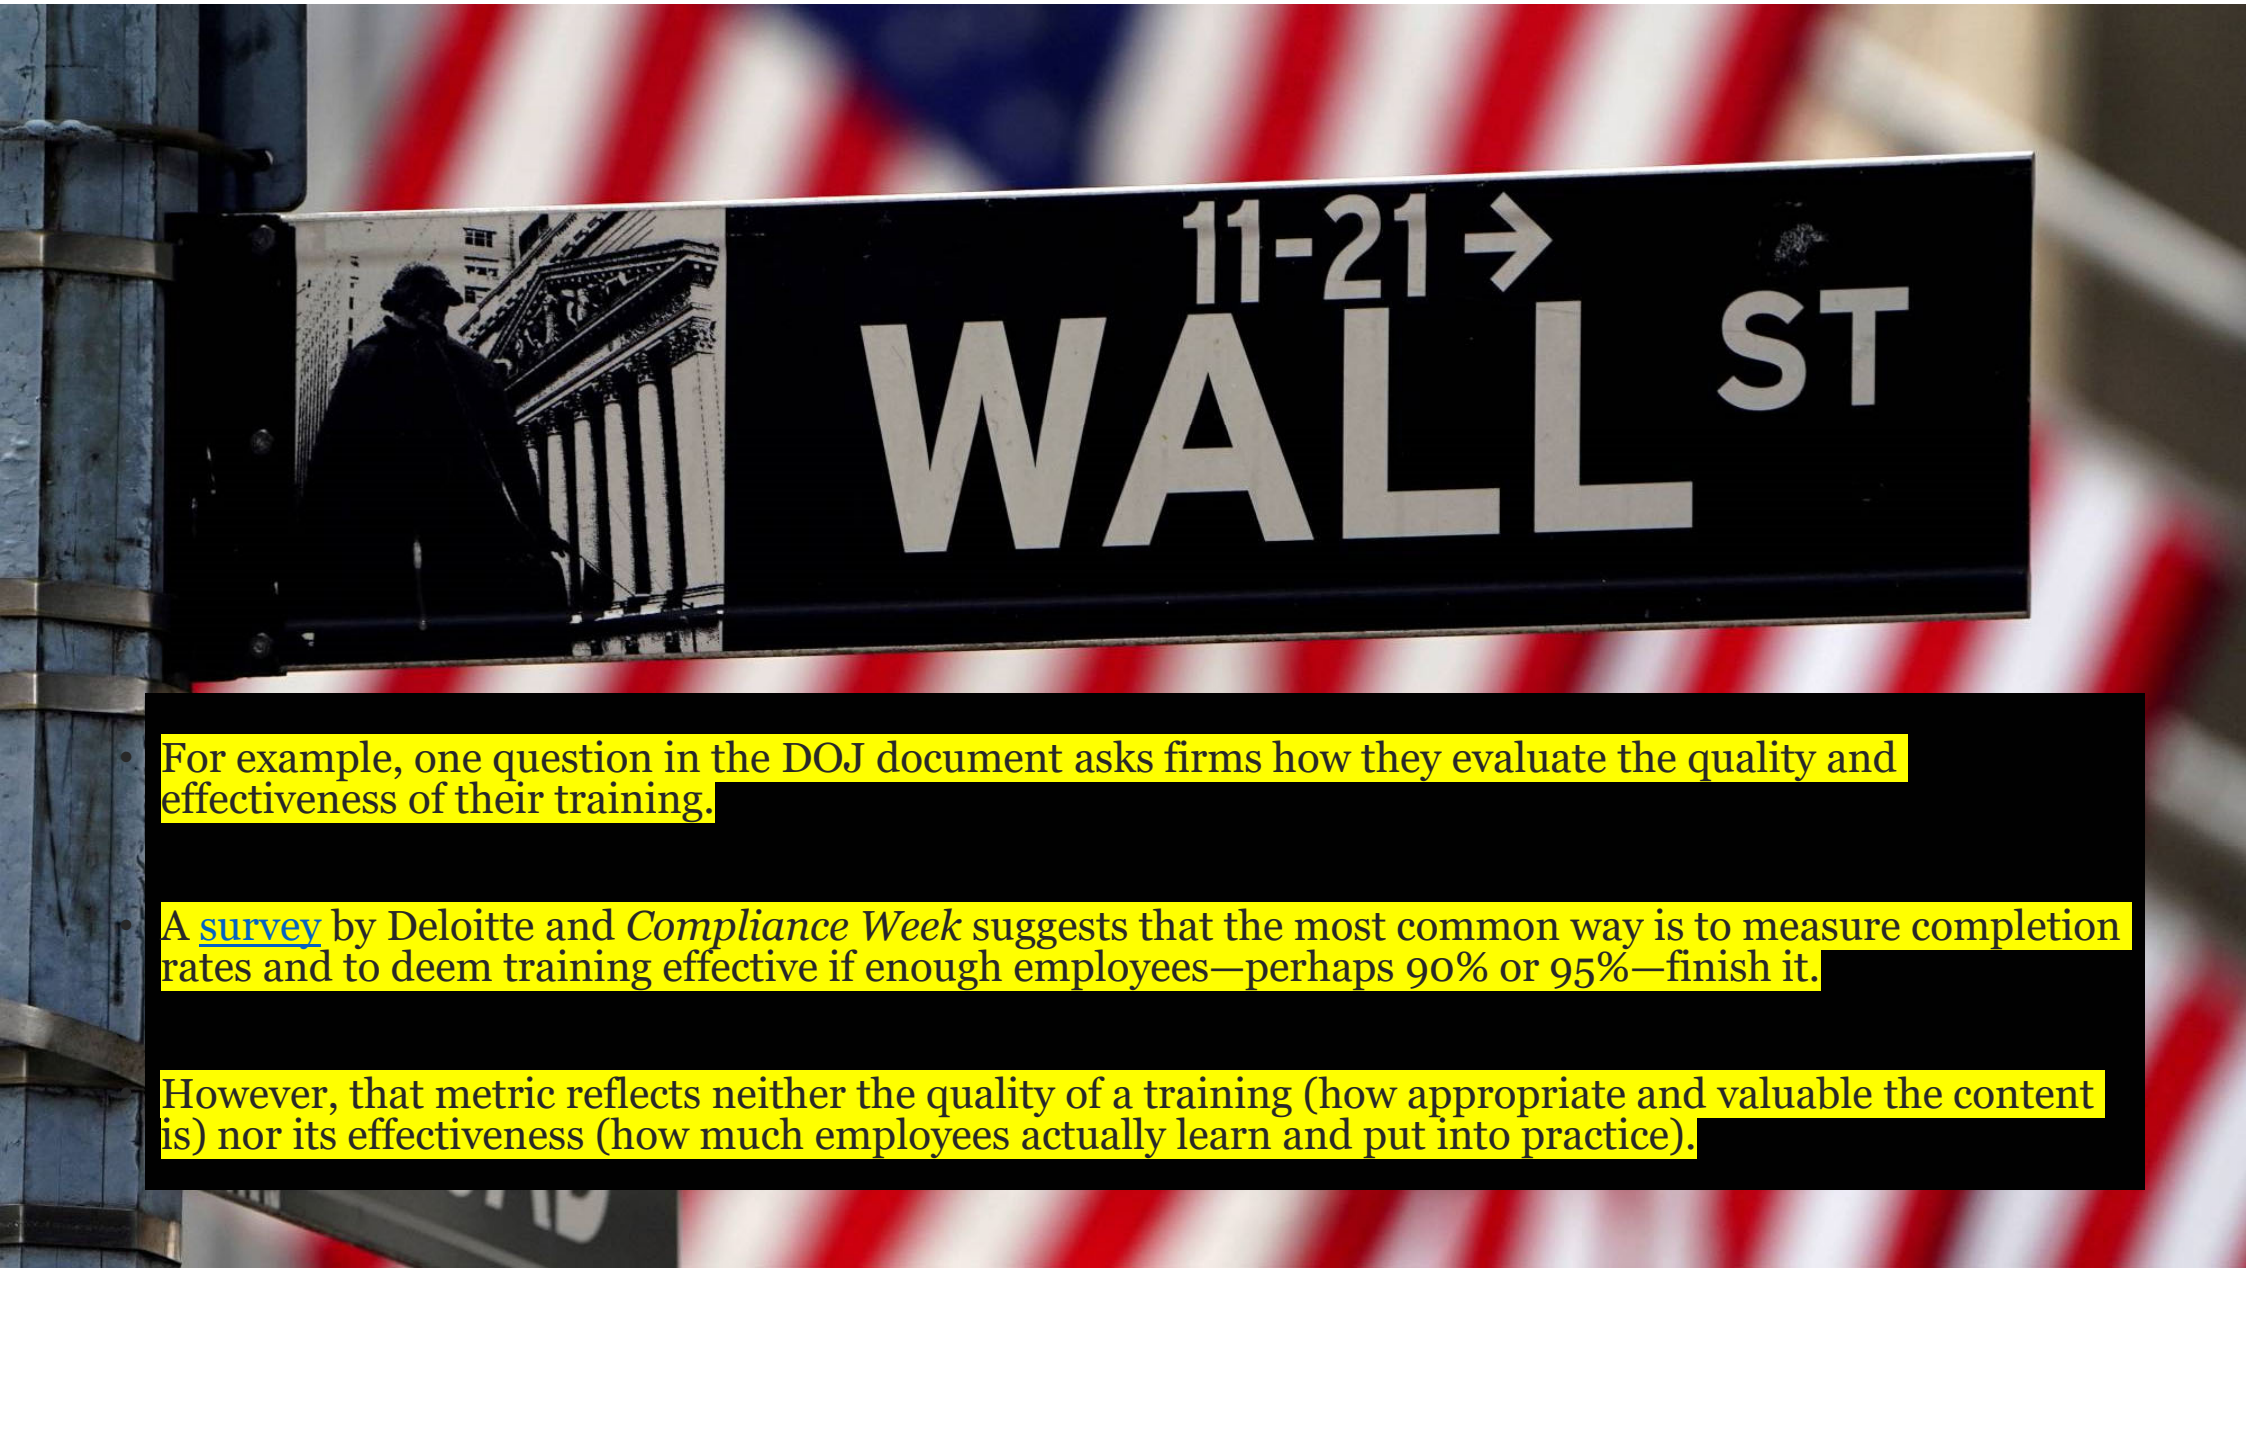 11-21 →
WALL ST
For example, one question in the DOJ document asks firms how they evaluate the quality and
effectiveness of their training.
A survey by Deloitte and Compliance Week suggests that the most common way is to measure completion
rates and to deem training effective if enough employees—perhaps 90% or 95%—finish it.
However, that metric reflects neither the quality of a training (how appropriate and valuable the content
is) nor its effectiveness (how much employees actually learn and put into practice).